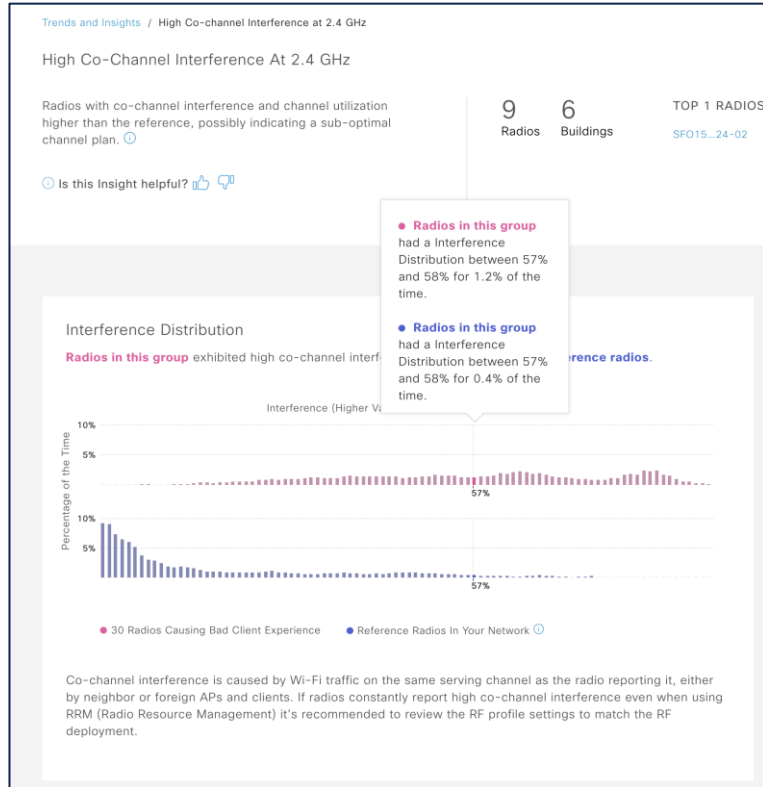 Trends and Insights / High Co-channel Interference at 2.4 GHz
High Co-Channel Interference At 2.4 GHz
Radios with co-channel interference and channel utilization
higher than the reference, possibly indicating a sub-optimal
channel plan.
9
Radios
6
Buildings
TOP 1 RADIOS
SFO15...24-02
Is this Insight helpful?
Radios in this group
had a Interference
Distribution between 57%
and 58% for 1.2% of the
time.
Radios in this group
had a Interference
Distribution between 57%
and 58% for 0.4% of the
time.
Interference Distribution
Radios in this group exhibited high co-channel interf erence radios.
Interference (Higher Va
Percentage of the Time
10%
5%
57%
10%
5%
57%
30 Radios Causing Bad Client Experience
Reference Radios In Your Network
Co-channel interference is caused by Wi-Fi traffic on the same serving channel as the radio reporting it, either
by neighbor or foreign APs and clients. If radios constantly report high co-channel interference even when using
RRM (Radio Resource Management) it's recommended to review the RF profile settings to match the RF
deployment.